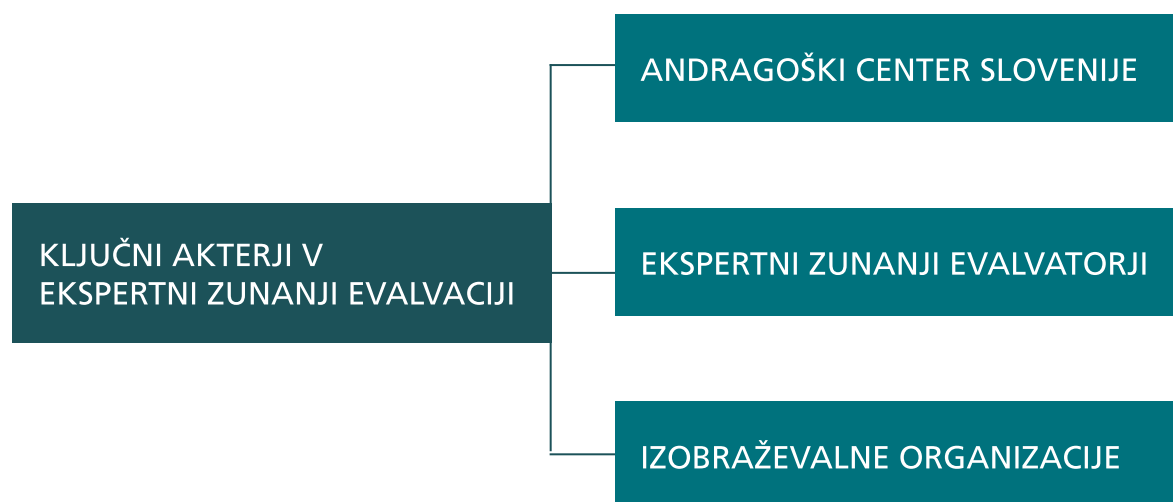 KLJUČNI AKTERJI V
EKSPERTNI ZUNANJI EVALVACIJI
ANDRAGOŠKI CENTER SLOVENIJE
EKSPERTNI ZUNANJI EVALVATORJI
IZOBRAŽEVALNE ORGANIZACIJE